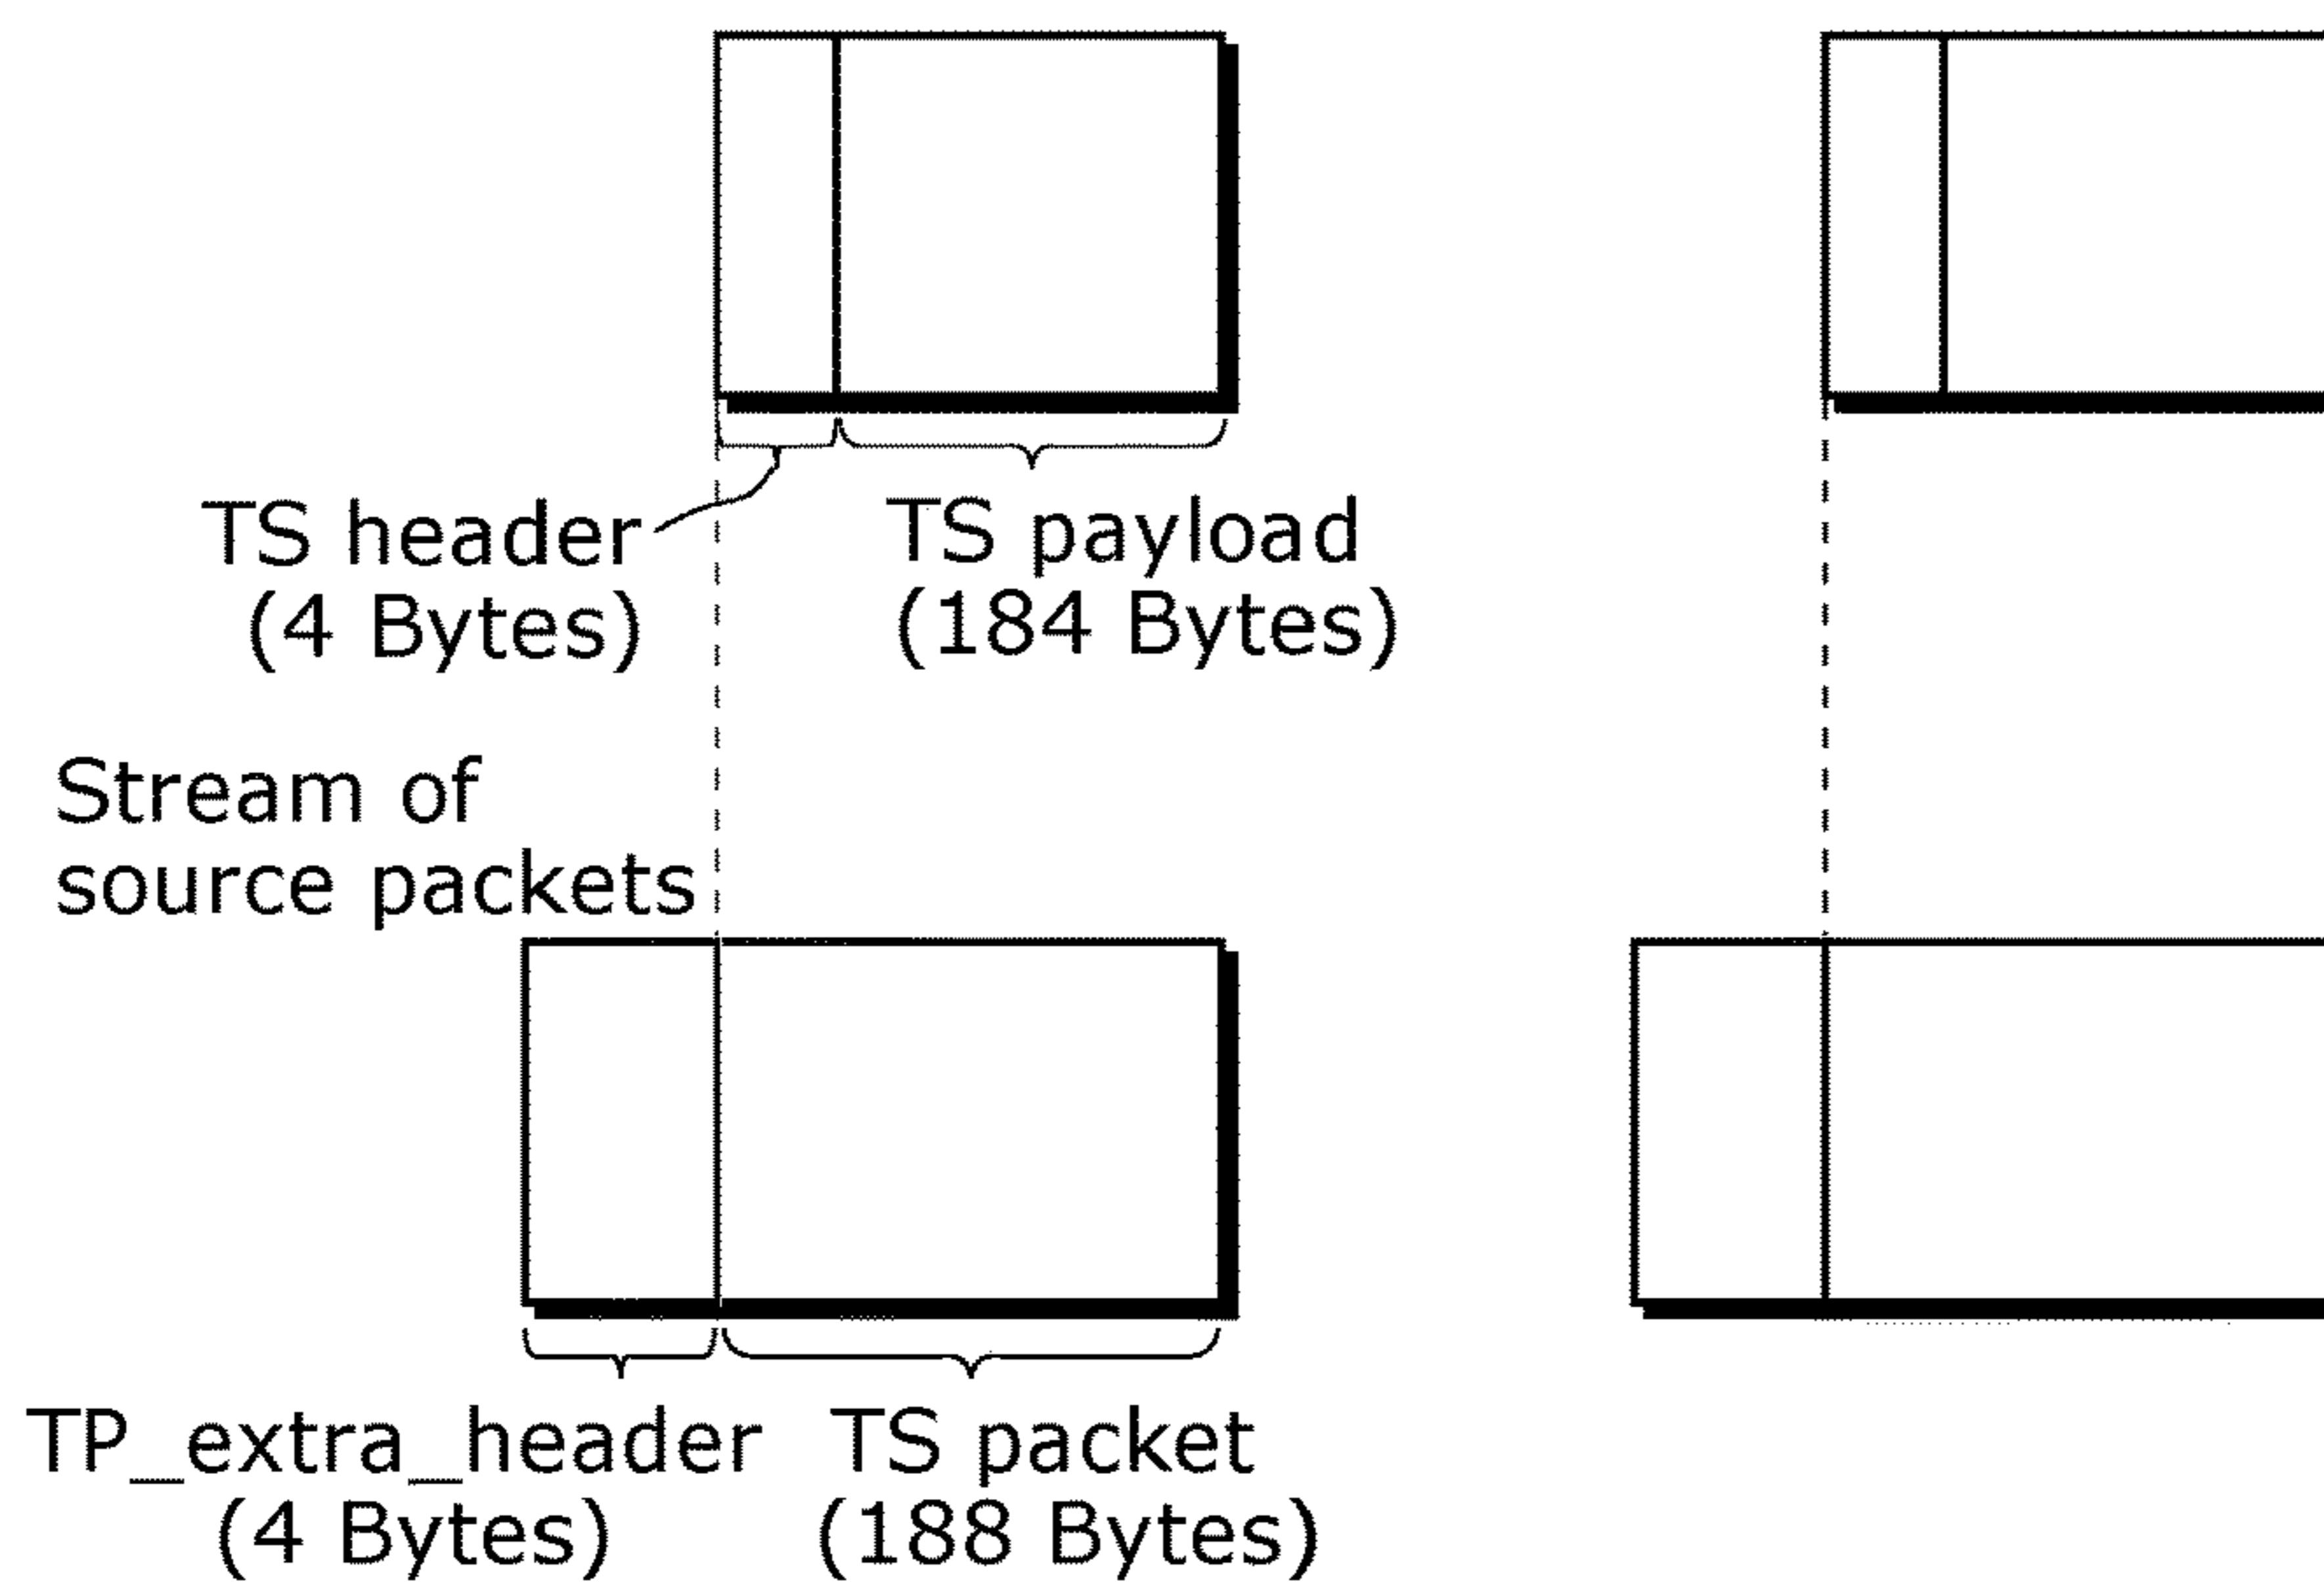 TS header
(4 Bytes)
TS payload
(184 Bytes)
Stream of
source packets
TP_extra_header
(4 Bytes)
TS packet
(188 Bytes)